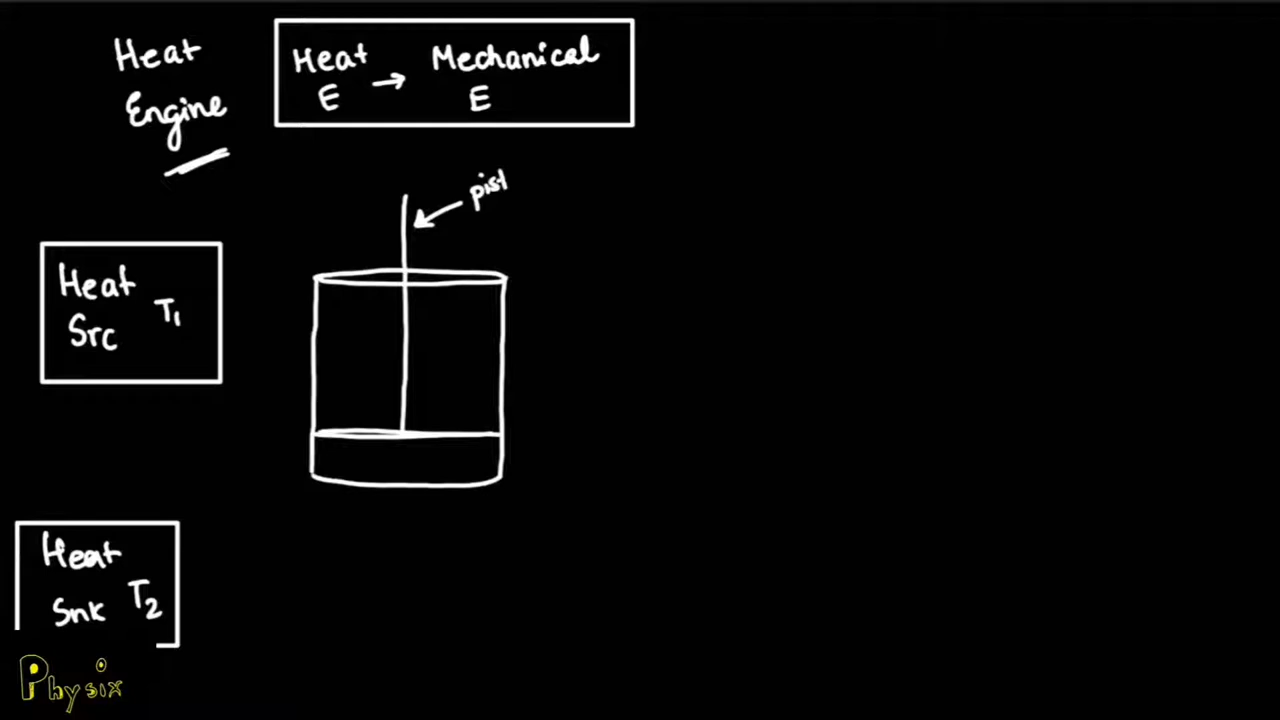 Heat
Engine
Heat → Mechanical
E E
pist
Heat
Src T₁
Heat
Snk T₂
Physix